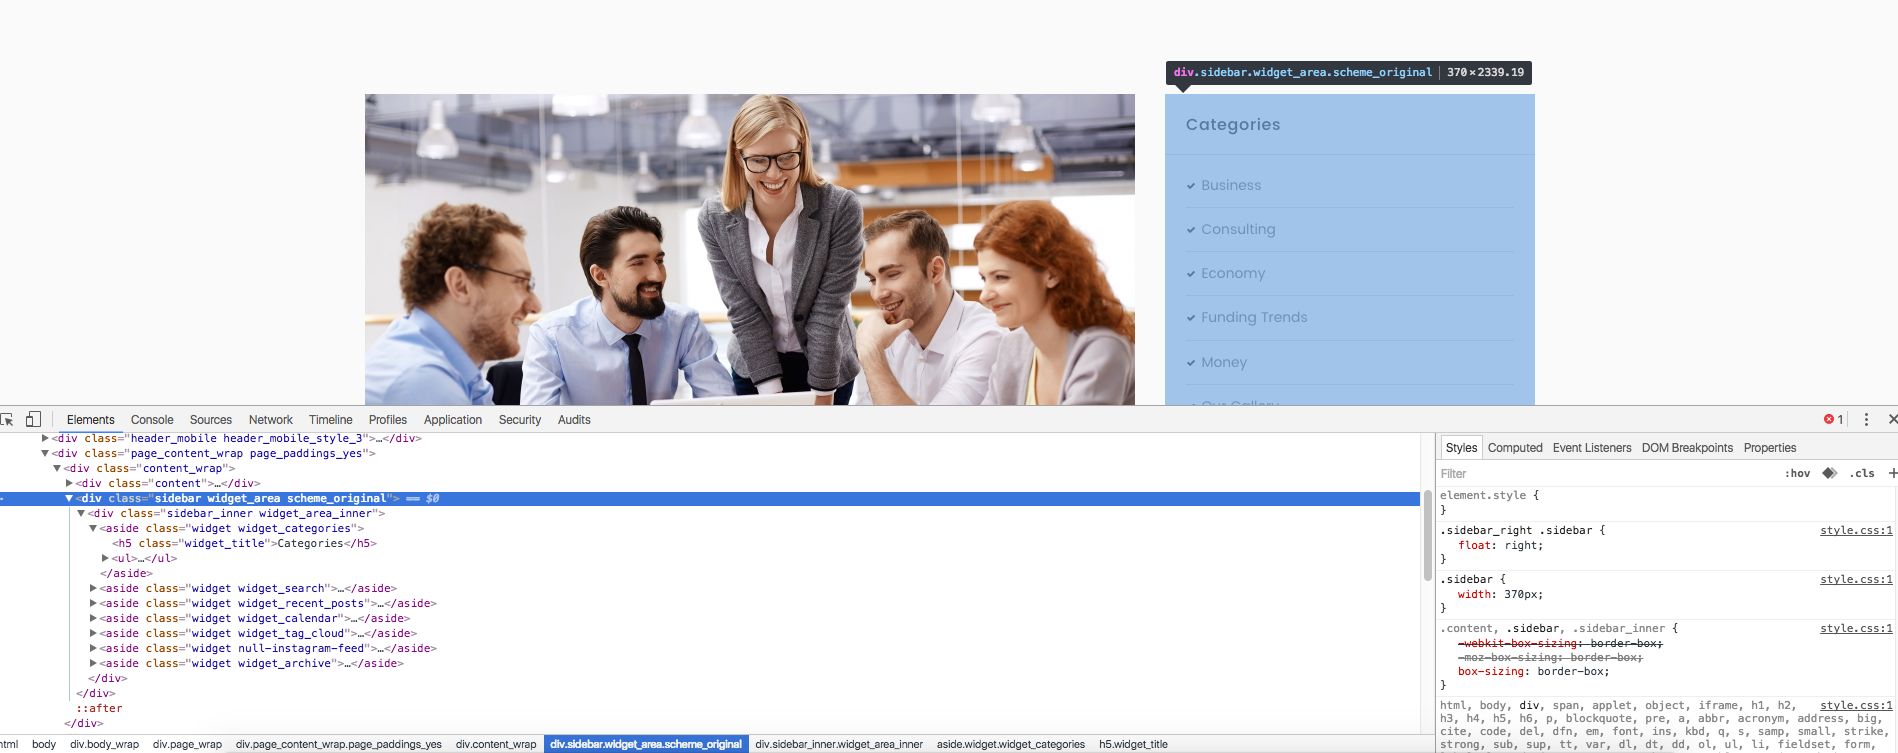 div.sidebar.widget_area.scheme_original | 370×2339.19
Categories
Business
Consulting
Economy
Funding Trends
Money
Our Gallery
Elements Console Sources Network Timeline Profiles Application Security Audits 1
<div class="header_mobile header_mobile_style_3">…</div>
<div class="page_content_wrap page_paddings_yes">
<div class="content_wrap">
<div class="content">…</div>
<div class="sidebar widget_area scheme_original"> == $0
<div class="sidebar_inner widget_area_inner">
<aside class="widget widget_categories">
<h5 class="widget_title">Categories</h5>
<ul>…</ul>
</aside>
<aside class="widget widget_search">…</aside>
<aside class="widget widget_recent_posts">…</aside>
<aside class="widget widget_calendar">…</aside>
<aside class="widget widget_tag_cloud">…</aside>
<aside class="widget null-instagram-feed">…</aside>
<aside class="widget widget_archive">…</aside>
</div>
</div>
::after
</div>
html body div.body_wrap div.page_wrap div.page_content_wrap.page_paddings_yes div.content_wrap div.sidebar.widget_area.scheme_original div.sidebar_inner.widget_area_inner aside.widget.widget_categories h5.widget_title
Styles Computed Event Listeners DOM Breakpoints Properties
Filter :hov .cls +
element.style {
}
.sidebar_right .sidebar { style.css:1
float: right;
}
.sidebar { style.css:1
width: 370px;
}
.content, .sidebar, .sidebar_inner { style.css:1
-webkit-box-sizing: border-box;
-moz-box-sizing: border-box;
box-sizing: border-box;
}
html, body, div, span, applet, object, iframe, h1, h2, style.css:1
h3, h4, h5, h6, p, blockquote, pre, a, abbr, acronym, address, big,
cite, code, del, dfn, em, font, ins, kbd, q, s, samp, small, strike,
strong, sub, sup, tt, var, dl, dt, dd, ol, ul, li, fieldset, form,